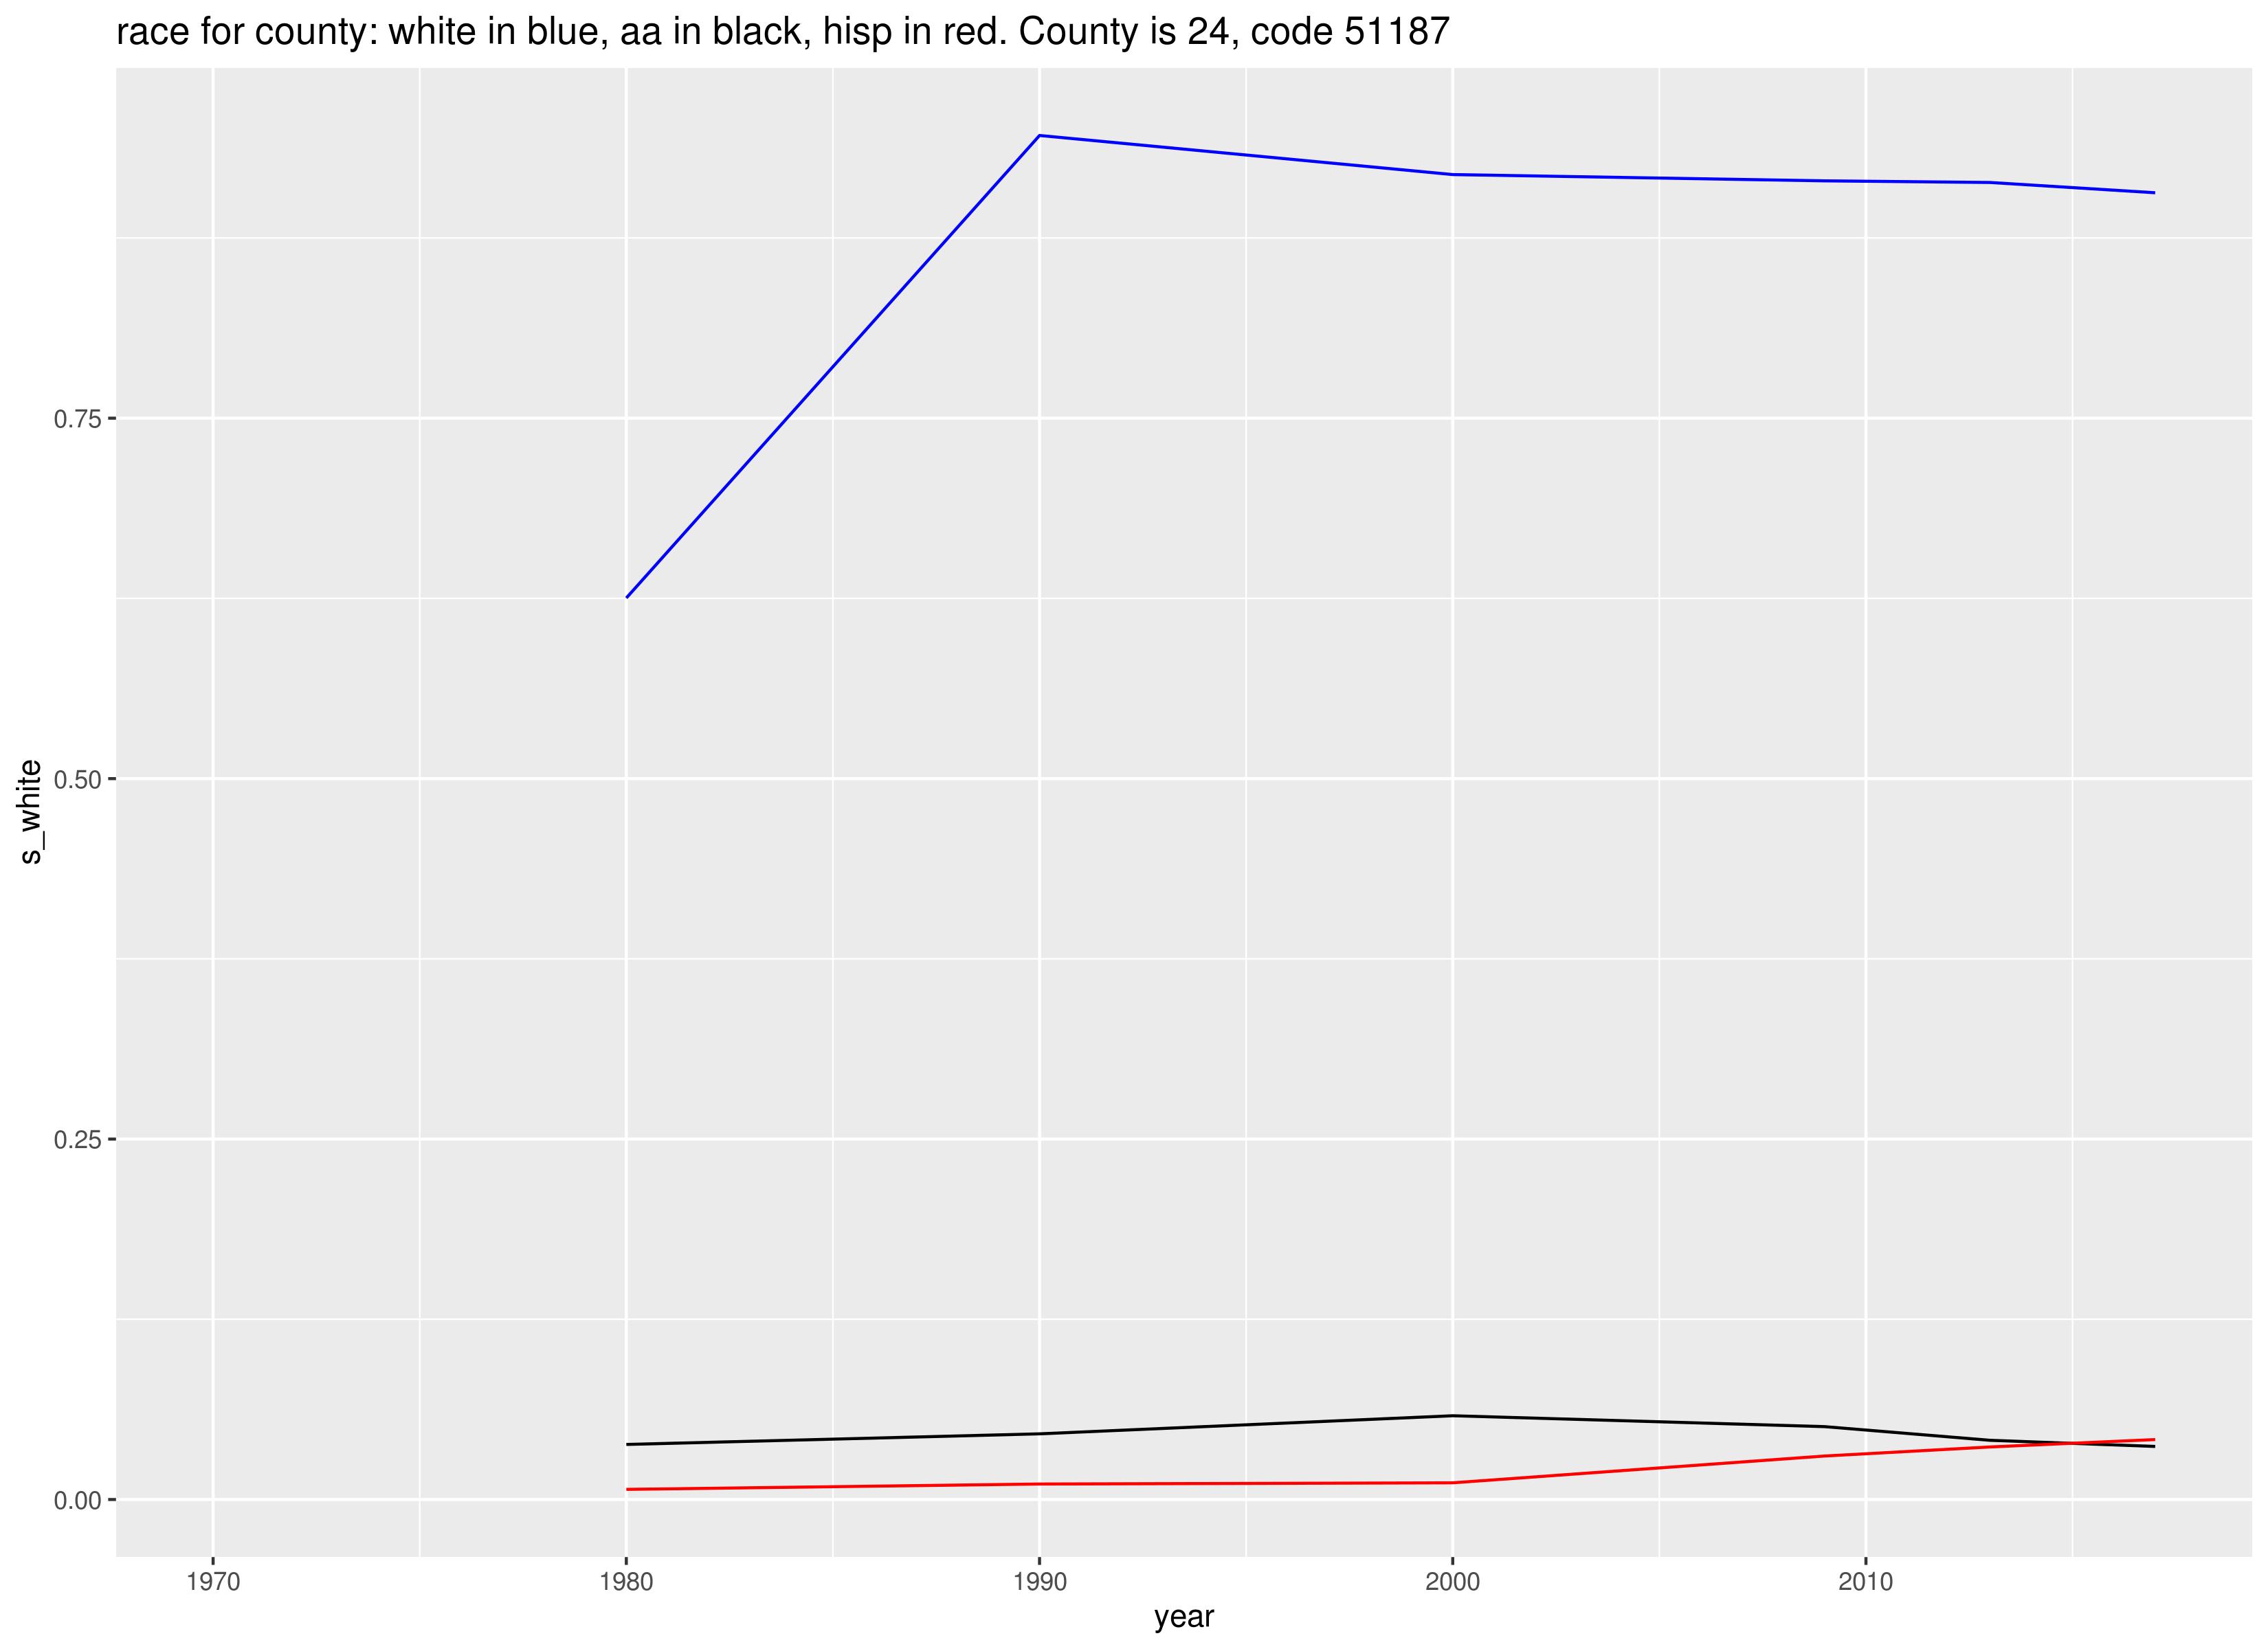 race for county: white in blue, aa in black, hisp in red. County is 24, code 51187
0.75
0.50
0.25
0.00
s_white
1970 1980 1990 2000 2010
year